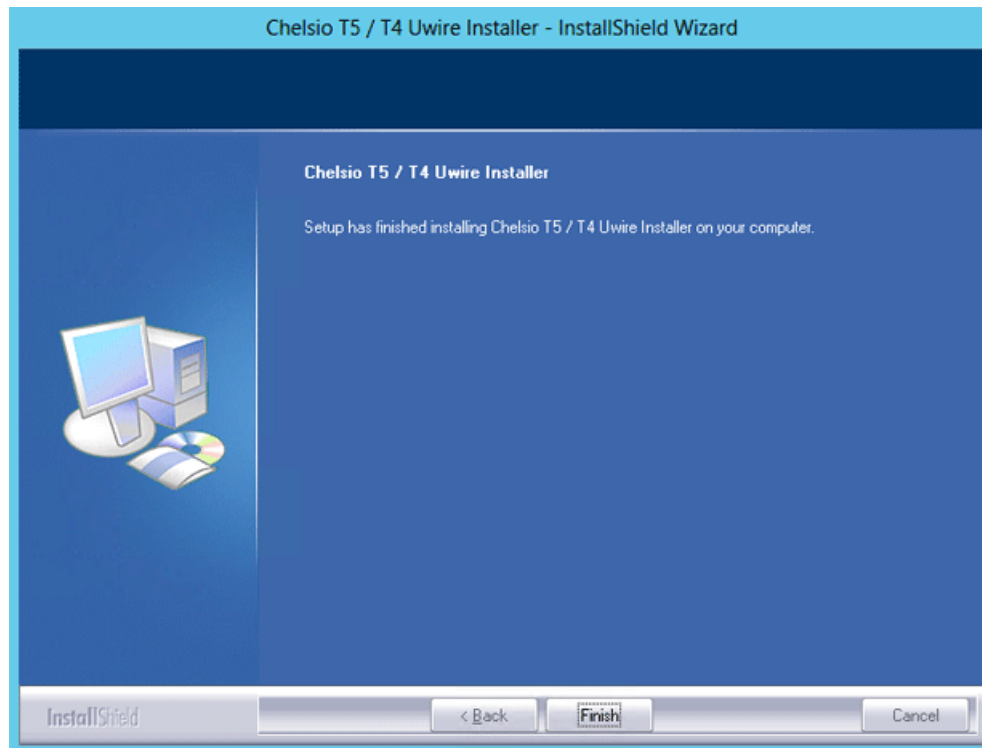 Chelsio T5 / T4 Uwire Installer - InstallShield Wizard
Chelsio T5 / T4 Uwire Installer
Setup has finished installing Chelsio T5 / T4 Uwire Installer on your computer.
InstallShield
< Back
Finish
Cancel